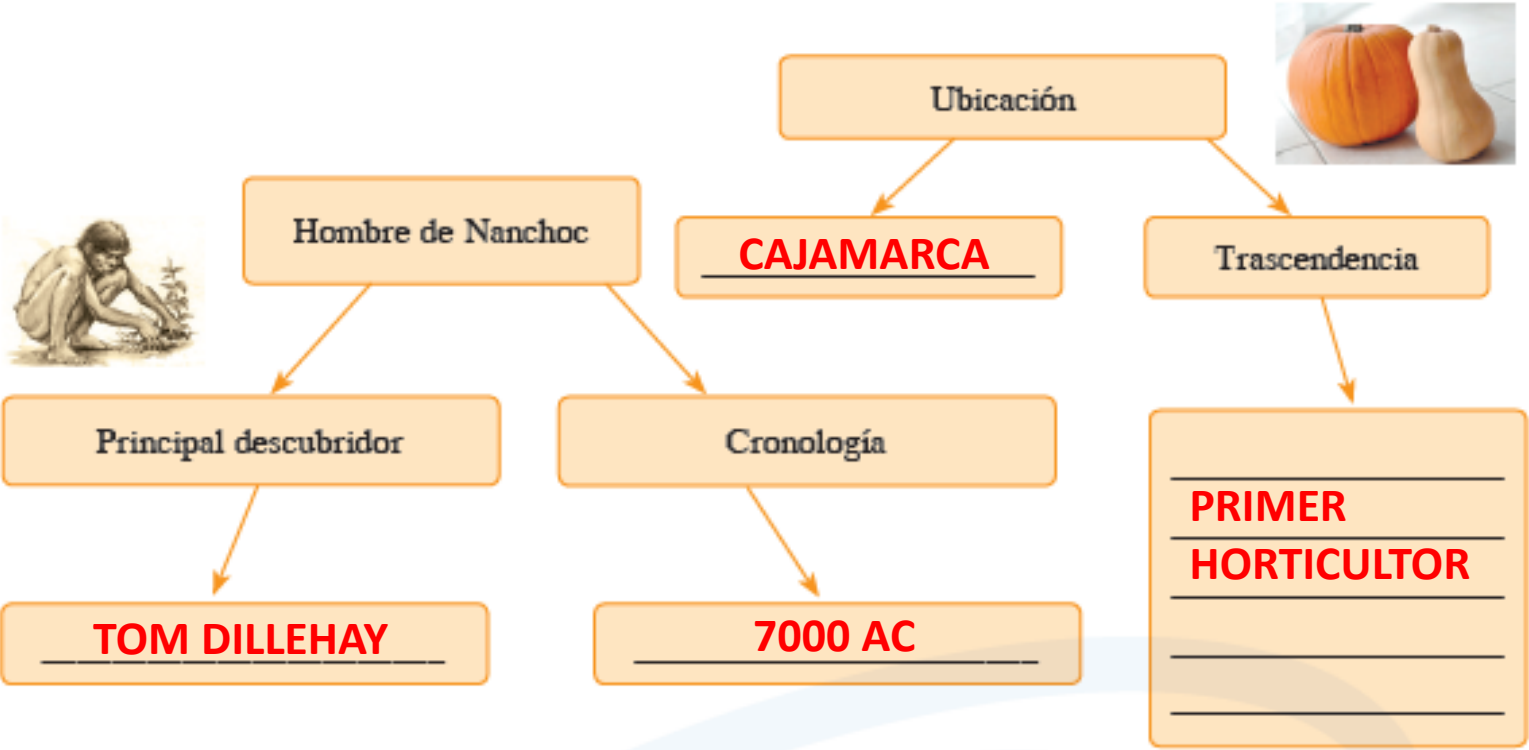 Ubicación
Hombre de Nanchoc
CAJAMARCA
Trascendencia
Principal descubridor
Cronología
PRIMER
HORTICULTOR
TOM DILLEHAY
7000 AC